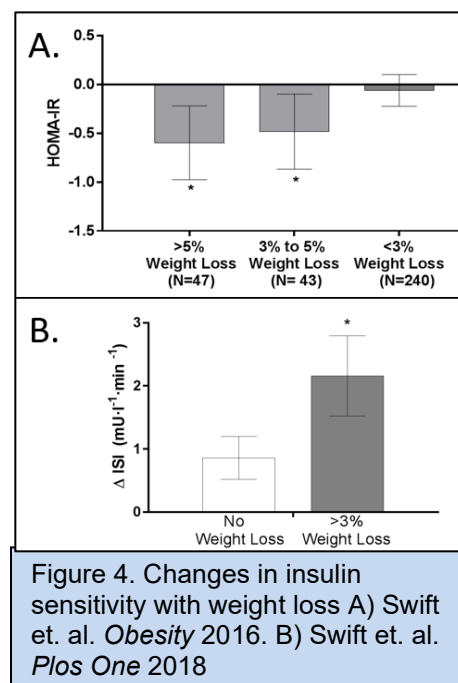 A.
0.5
0.0
-0.5
-1.0
-1.5
HOMA-IR
*
*
>5%
Weight Loss
(N=47)
3% to 5%
Weight Loss
(N= 43)
<3%
Weight Loss
(N=240)
B.
3
2
1
0
Δ ISI (mU·l⁻¹·min ⁻¹)
*
No
Weight Loss
>3%
Weight Loss
Figure 4. Changes in insulin
sensitivity with weight loss A) Swift
et. al. Obesity 2016. B) Swift et. al.
Plos One 2018